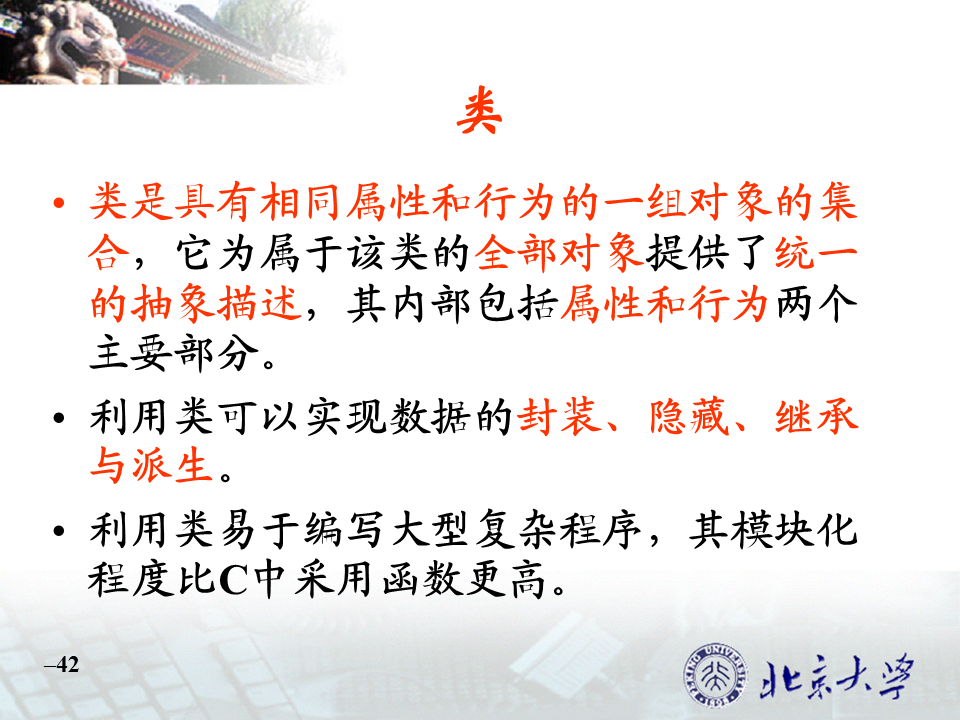 类
• 类是具有相同属性和行为的一组对象的集
合，它为属于该类的全部对象提供了统一
的抽象描述，其内部包括属性和行为两个
主要部分。
• 利用类可以实现数据的封装、隐藏、继承
与派生。
• 利用类易于编写大型复杂程序，其模块化
程度比C中采用函数更高。
–42
PEKING UNIVERSITY
1898
北京大学